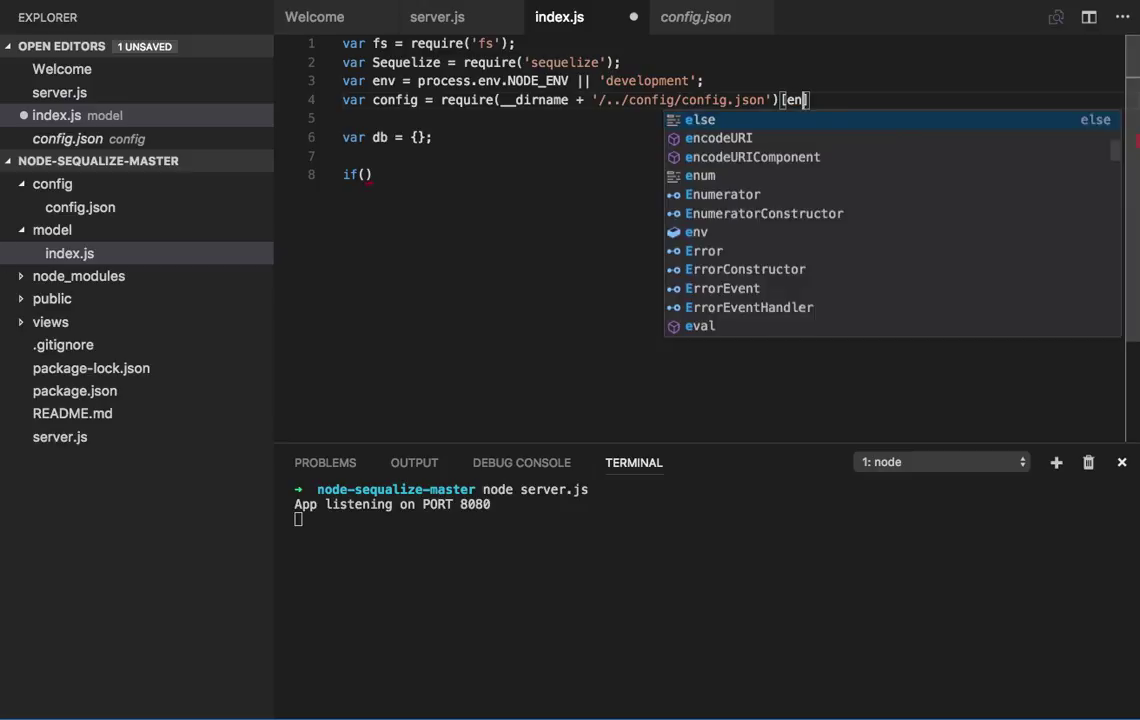 EXPLORER
OPEN EDITORS 1 UNSAVED
Welcome
server.js
index.js model
config.json config
NODE-SEQUALIZE-MASTER
config
config.json
model
index.js
node_modules
public
views
.gitignore
package-lock.json
package.json
README.md
server.js
Welcome server.js index.js config.json
1 var fs = require('fs');
2 var Sequelize = require('sequelize');
3 var env = process.env.NODE_ENV || 'development';
4 var config = require(__dirname + '/../config/config.json')[en]
5
6 var db = {};
7
8 if()
else else
encodeURI
encodeURIComponent
enum
Enumerator
EnumeratorConstructor
env
Error
ErrorConstructor
ErrorEvent
ErrorEventHandler
eval
PROBLEMS OUTPUT DEBUG CONSOLE TERMINAL 1: node
➜ node-sequalize-master node server.js
App listening on PORT 8080